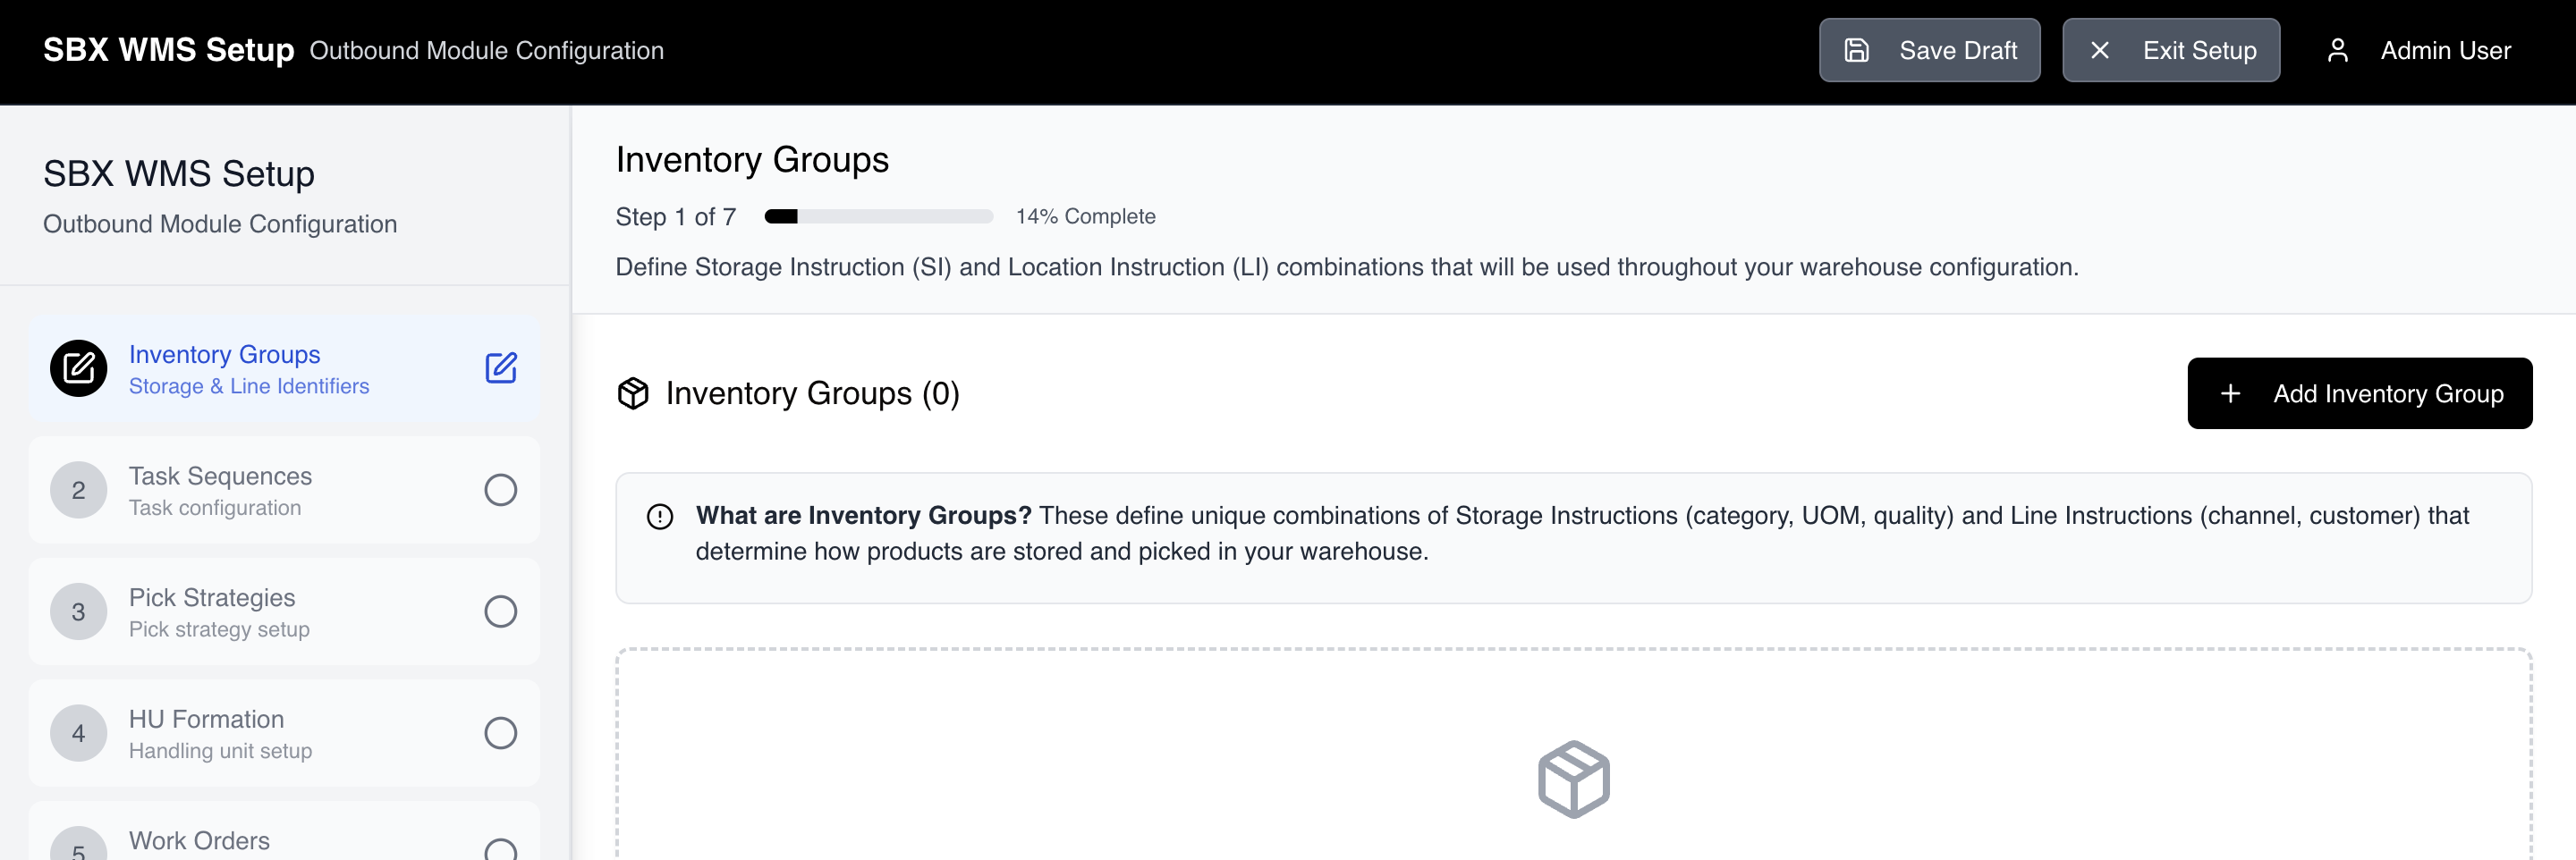 SBX WMS Setup Outbound Module Configuration
Save Draft
Exit Setup
Admin User
SBX WMS Setup
Outbound Module Configuration
Inventory Groups
Storage & Line Identifiers
2
Task Sequences
Task configuration
3
Pick Strategies
Pick strategy setup
4
HU Formation
Handling unit setup
5
Work Orders
Inventory Groups
Step 1 of 7
14% Complete
Define Storage Instruction (SI) and Location Instruction (LI) combinations that will be used throughout your warehouse configuration.
Inventory Groups (0)
Add Inventory Group
What are Inventory Groups? These define unique combinations of Storage Instructions (category, UOM, quality) and Line Instructions (channel, customer) that
determine how products are stored and picked in your warehouse.